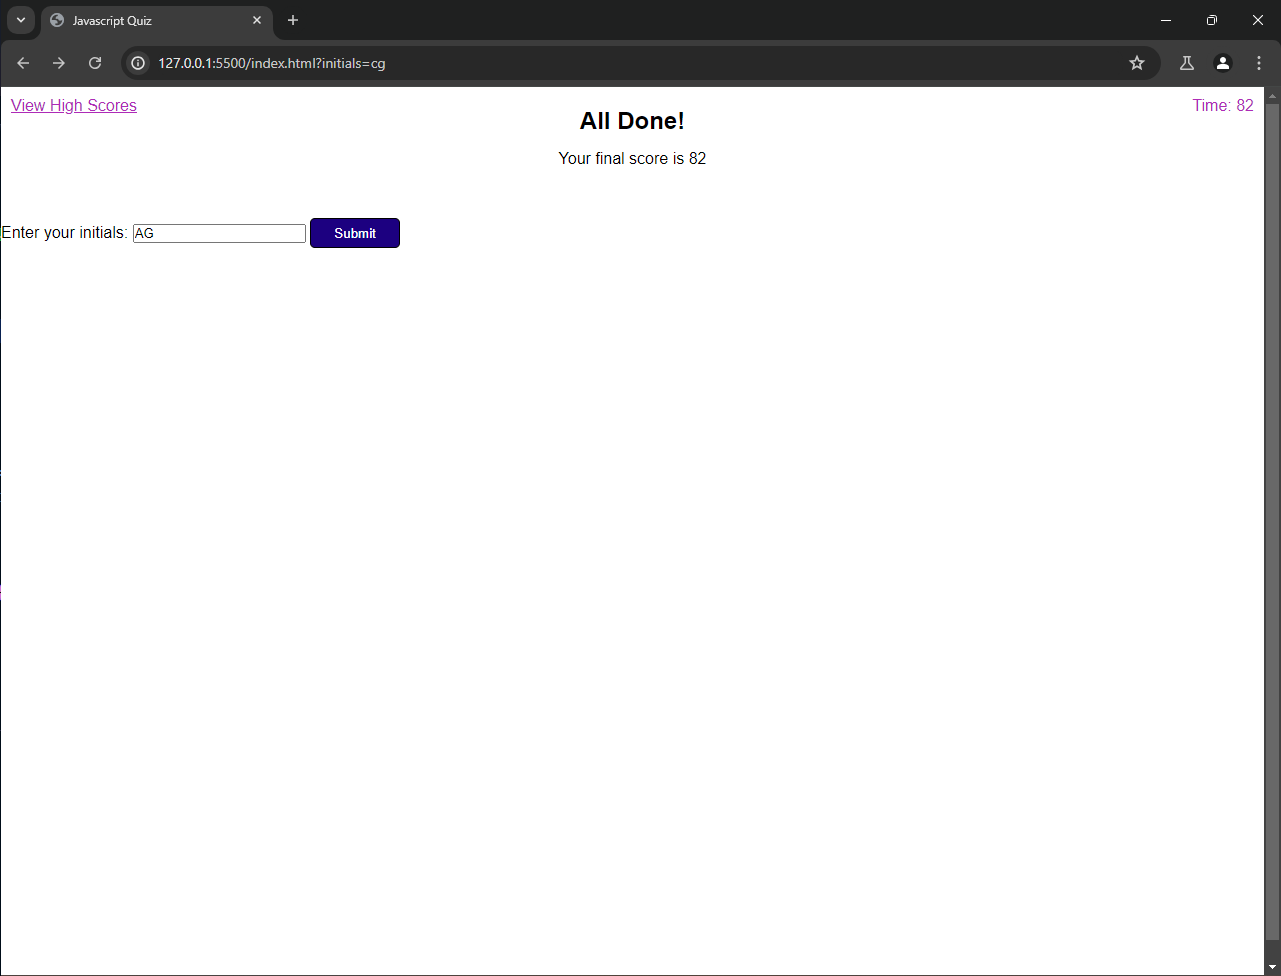 Javascript Quiz
127.0.0.1:5500/index.html?initials=cg
View High Scores
Time: 82
All Done!
Your final score is 82
Enter your initials: AG Submit